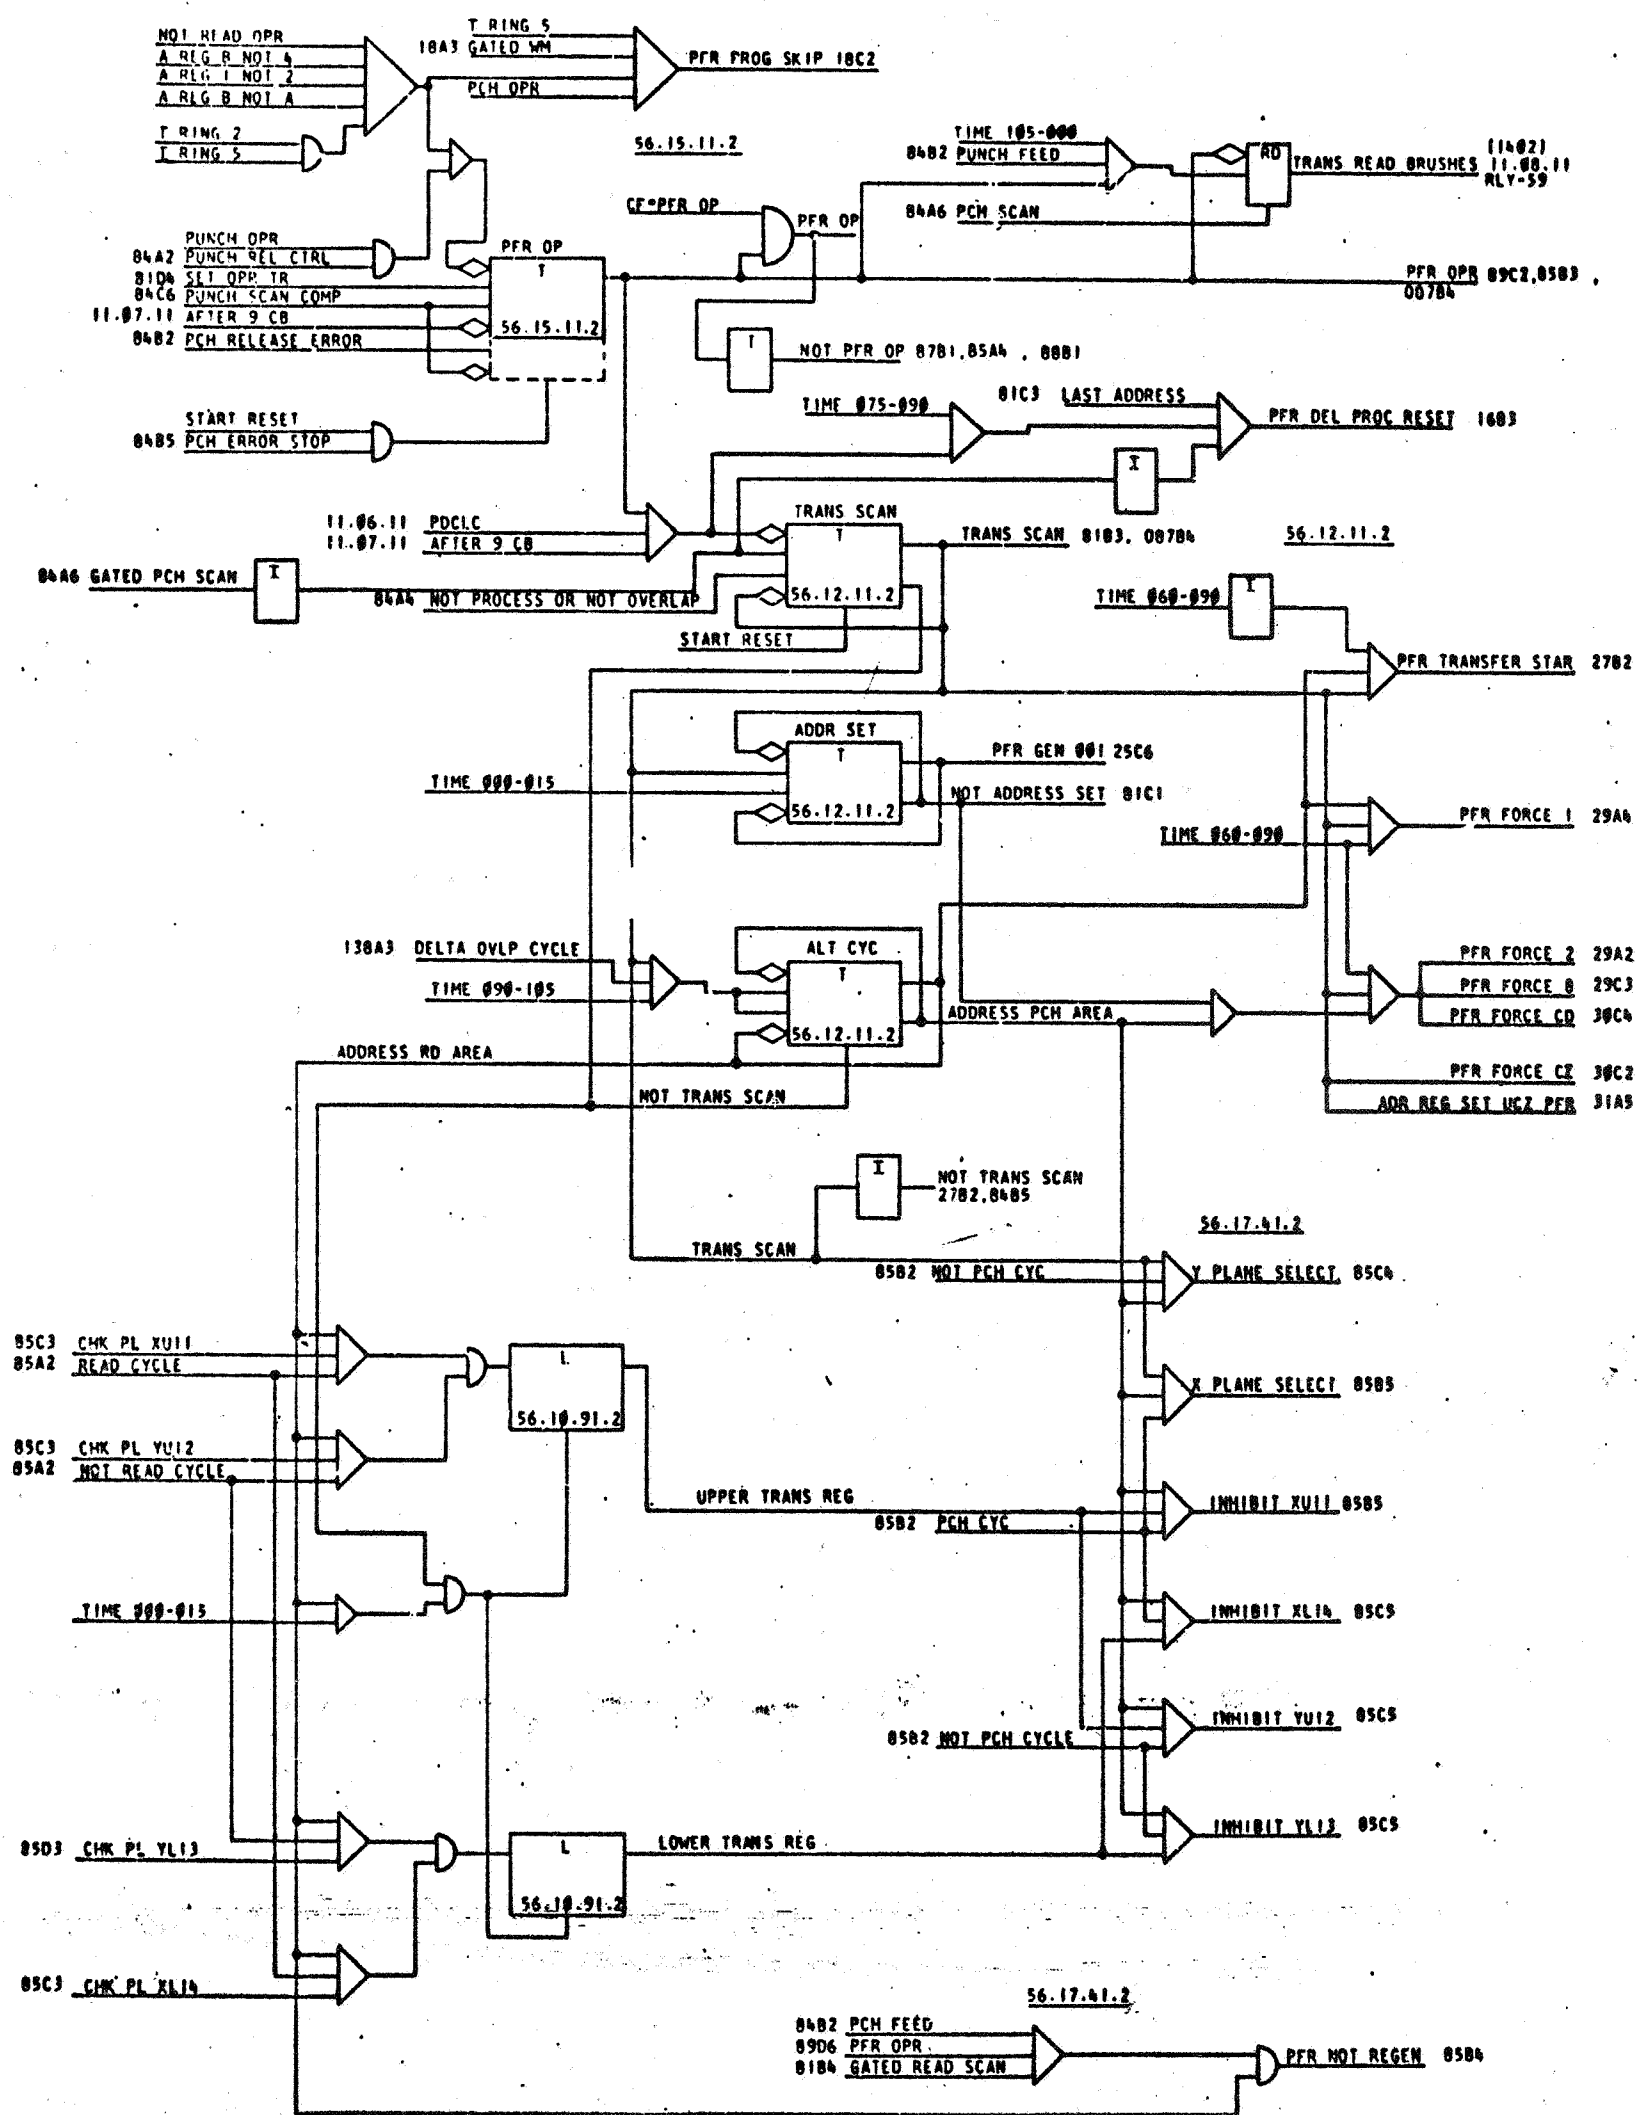 NOT READ OPR
A REG B NOT 4
A REG 1 NOT 2
A REG B NOT A
T RING 2
T RING 5
T RING 5
18A3 GATED WM
PCH OPR
PFR FROG SKIP 18C2
56.15.11.2
TIME 105-000
84B2 PUNCH FEED
84A6 PCH SCAN
RD
TRANS READ BRUSHES
[1402]
11.08.11
RLY-59
CF*PFR OP
PFR OP
PUNCH OPR
84A2 PUNCH REL CTRL
81D4 SET OPR TR
84C6 PUNCH SCAN COMP
11.07.11 AFTER 9 CB
84B2 PCH RELEASE ERROR
PFR OP
T
56.15.11.2
PFR OPR 89C2,85B3
007B4
I
NOT PFR OP 87B1,85A4 , 88B1
START RESET
84B5 PCH ERROR STOP
TIME 075-090
81C3 LAST ADDRESS
PFR DEL PROC RESET 16B3
I
11.06.11 PDCLC
11.07.11 AFTER 9 CB
TRANS SCAN
T
56.12.11.2
TRANS SCAN 81B3, 007B4
56.12.11.2
84A6 GATED PCH SCAN
I
84A4 NOT PROCESS OR NOT OVERLAP
START RESET
TIME 060-090
I
PFR TRANSFER STAR 27B2
ADDR SET
T
56.12.11.2
PFR GEN 001 25C6
TIME 000-015
NOT ADDRESS SET 81C1
PFR FORCE 1 29A4
TIME 060-090
138A3 DELTA OVLP CYCLE
TIME 090-105
ALT CYC
T
56.12.11.2
ADDRESS PCH AREA
PFR FORCE 2 29A2
PFR FORCE 8 29C3
PFR FORCE CD 30C4
ADDRESS RD AREA
PFR FORCE CZ 30C2
NOT TRANS SCAN
ADR REG SET UCZ PFR 31A5
I
NOT TRANS SCAN
27B2,84B5
56.17.41.2
TRANS SCAN
85B2 NOT PCH CYC
Y PLANE SELECT 85C4
85C3 CHK PL XU11
85A2 READ CYCLE
L
56.10.91.2
X PLANE SELECT 85B5
85C3 CHK PL YU12
85A2 NOT READ CYCLE
UPPER TRANS REG
85B2 PCH CYC
INHIBIT XU11 85B5
TIME 000-015
INHIBIT XL14 85C5
85B2 NOT PCH CYCLE
INHIBIT YU12 85C5
85D3 CHK PL YL13
L
56.10.91.2
LOWER TRANS REG
INHIBIT YL13 85C5
85C3 CHK PL XL14
56.17.41.2
84B2 PCH FEED
89D6 PFR OPR
81B4 GATED READ SCAN
PFR NOT REGEN 85B4